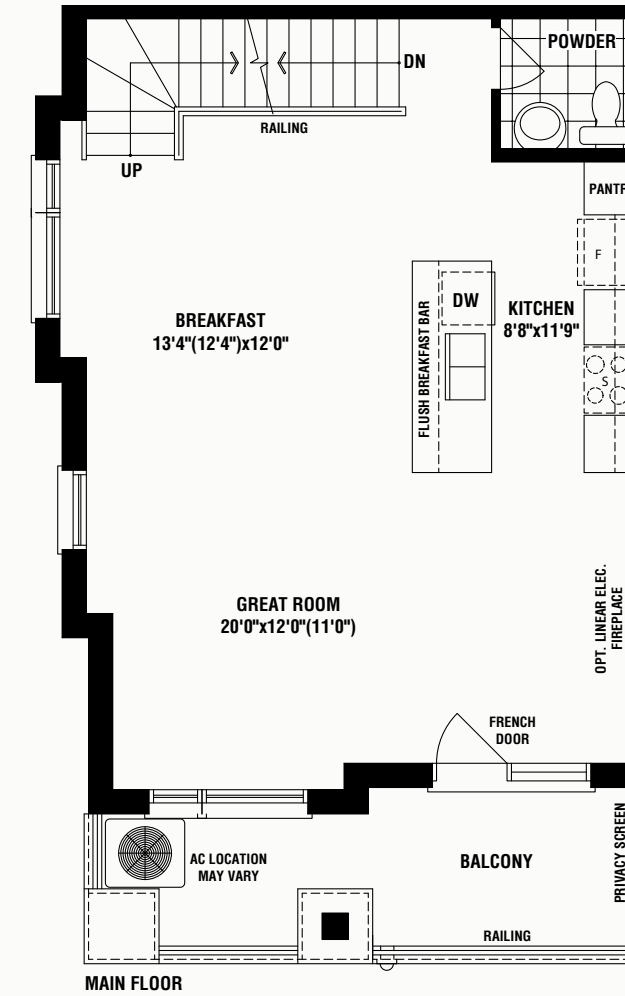 POWDER
DN
RAILING
UP
PANTR
F
DW
KITCHEN
8'8"x11'9"
BREAKFAST
13'4"(12'4")x12'0"
FLUSH BREAKFAST BAR
S
GREAT ROOM
20'0"x12'0"(11'0")
OPT. LINEAR ELEC.
FIREPLACE
FRENCH
DOOR
AC LOCATION
MAY VARY
BALCONY
PRIVACY SCREEN
RAILING
MAIN FLOOR